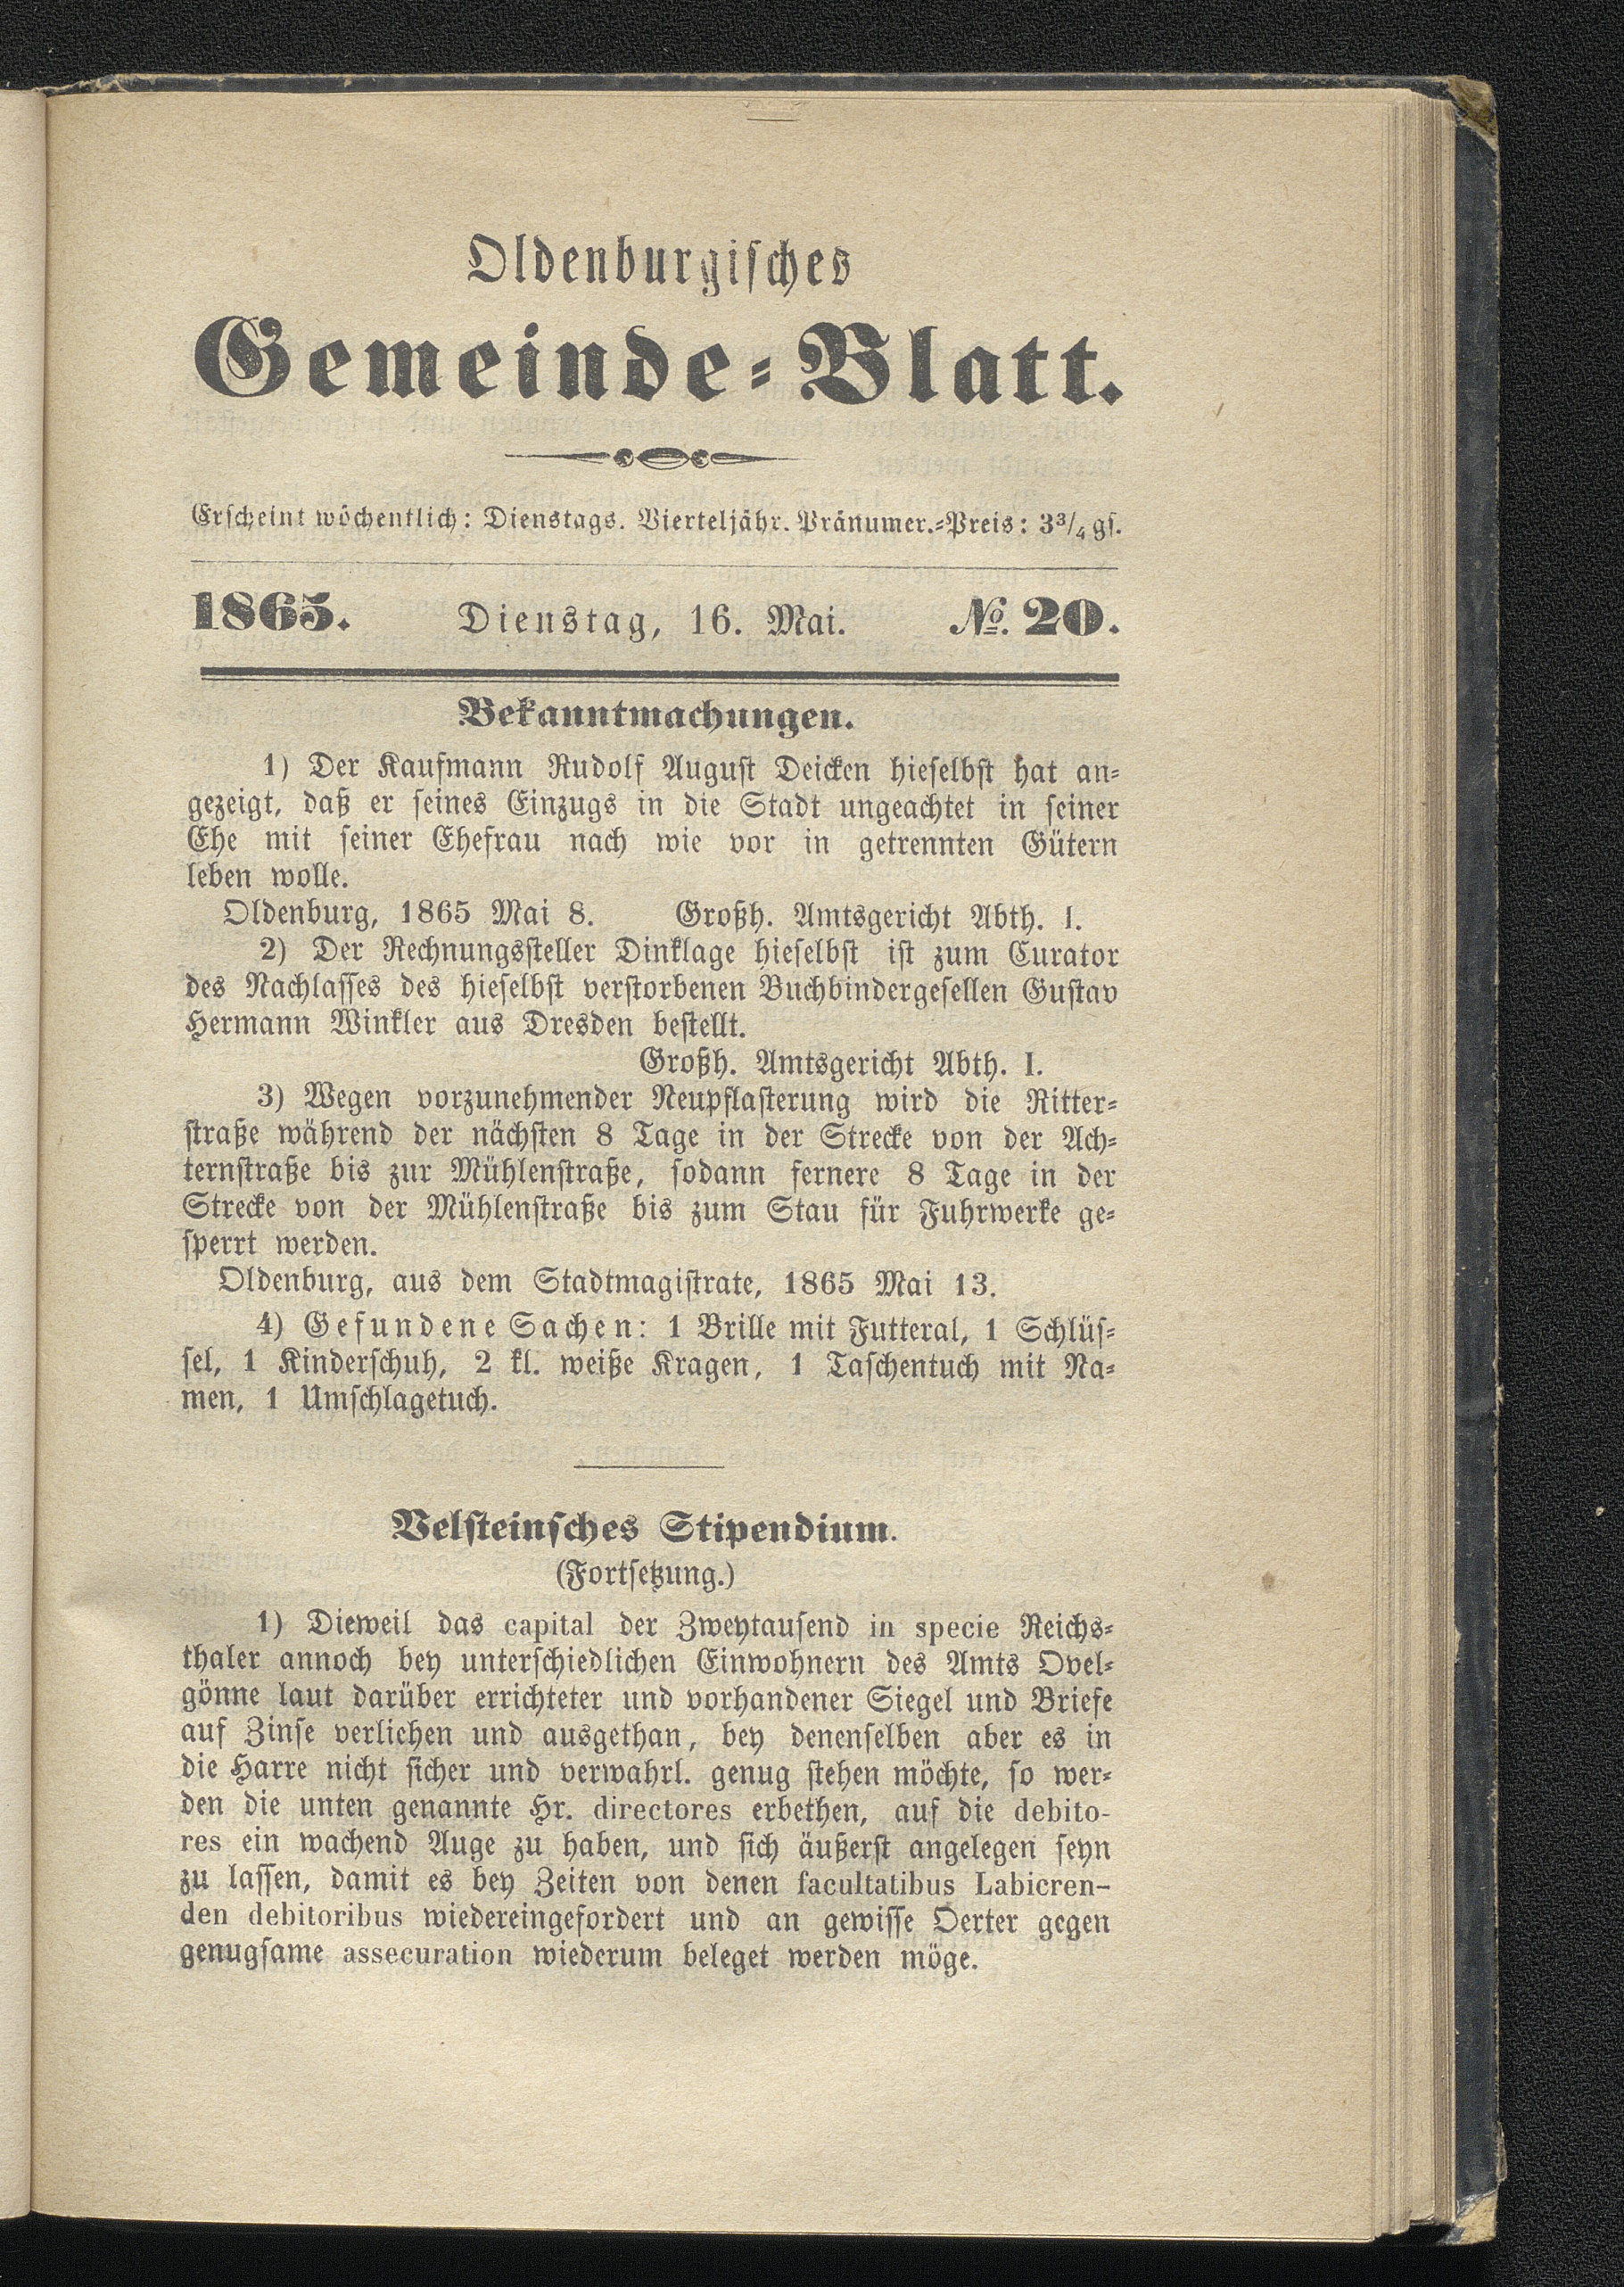 Oldenburgisches
Gemeinde-Blatt.
Erscheint wöchentlich: Dienstags. Vierteljähr. Pränumer.-Preis: 3¾ gs.
1865. Dienstag, 16. Mai. No. 20.
Bekanntmachungen.
1) Der Kaufmann Rudolf August Deicken hieselbst hat an-
gezeigt, daß er seines Einzugs in die Stadt ungeachtet in seiner
Ehe mit seiner Ehefrau nach wie vor in getrennten Gütern
leben wolle.
Oldenburg, 1865 Mai 8. Großh. Amtsgericht Abth. I.
2) Der Rechnungssteller Dinklage hieselbst ist zum Curator
des Nachlasses des hieselbst verstorbenen Buchbindergesellen Gustav
Hermann Winkler aus Dresden bestellt.
Großh. Amtsgericht Abth. I.
3) Wegen vorzunehmender Neupflasterung wird die Ritter-
straße während der nächsten 8 Tage in der Strecke von der Ach-
ternstraße bis zur Mühlenstraße, sodann fernere 8 Tage in der
Strecke von der Mühlenstraße bis zum Stau für Fuhrwerke ge-
sperrt werden.
Oldenburg, aus dem Stadtmagistrate, 1865 Mai 13.
4) Gefundene Sachen: 1 Brille mit Futteral, 1 Schlüs-
sel, 1 Kinderschuh, 2 kl. weiße Kragen, 1 Taschentuch mit Na-
men, 1 Umschlagetuch.
Velsteinsches Stipendium.
(Fortsetzung.)
1) Dieweil das capital der Zweytausend in specie Reichs-
thaler annoch bey unterschiedlichen Einwohnern des Amts Ovel-
gönne laut darüber errichteter und vorhandener Siegel und Briefe
auf Zinse verliehen und ausgethan, bey denenselben aber es in
die Harre nicht sicher und verwahrl. genug stehen möchte, so wer-
den die unten genannte Hr. directores erbethen, auf die debito-
res ein wachend Auge zu haben, und sich äußerst angelegen seyn
zu lassen, damit es bey Zeiten von denen facultatibus Labicren-
den debitoribus wiedereingefordert und an gewisse Oerter gegen
genugsame assecuration wiederum beleget werden möge.